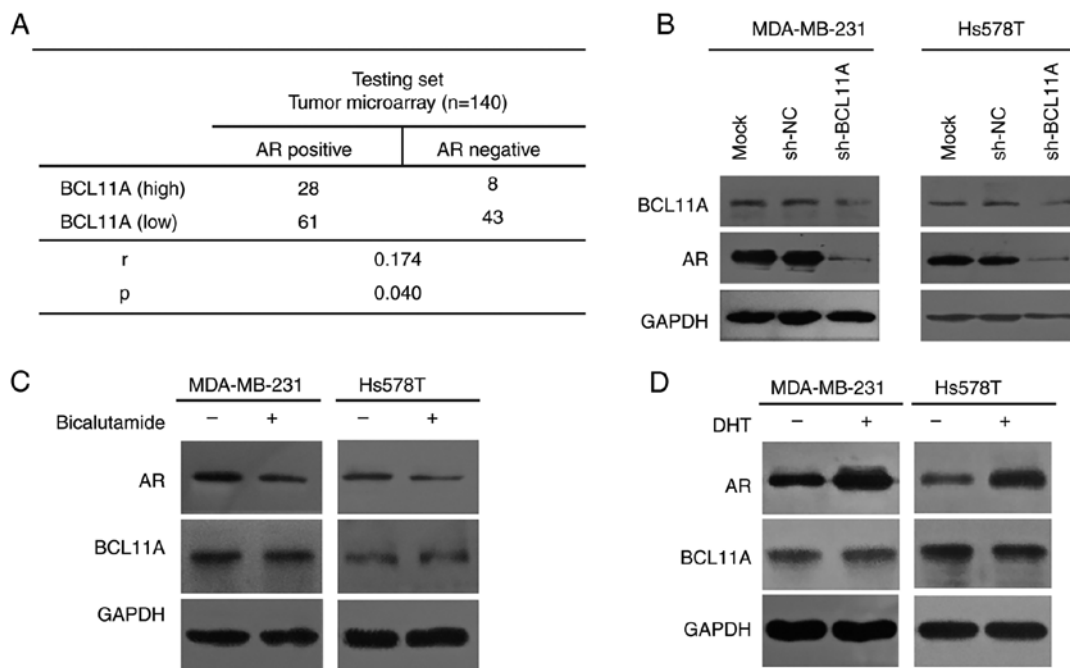 A
Testing set
Tumor microarray (n=140)
AR positive AR negative
BCL11A (high) 28 8
BCL11A (low) 61 43
r 0.174
p 0.040
B
MDA-MB-231 Hs578T
Mock sh-NC sh-BCL11A Mock sh-NC sh-BCL11A
BCL11A
AR
GAPDH
C
MDA-MB-231 Hs578T
Bicalutamide – + – +
AR
BCL11A
GAPDH
D
MDA-MB-231 Hs578T
DHT – + – +
AR
BCL11A
GAPDH